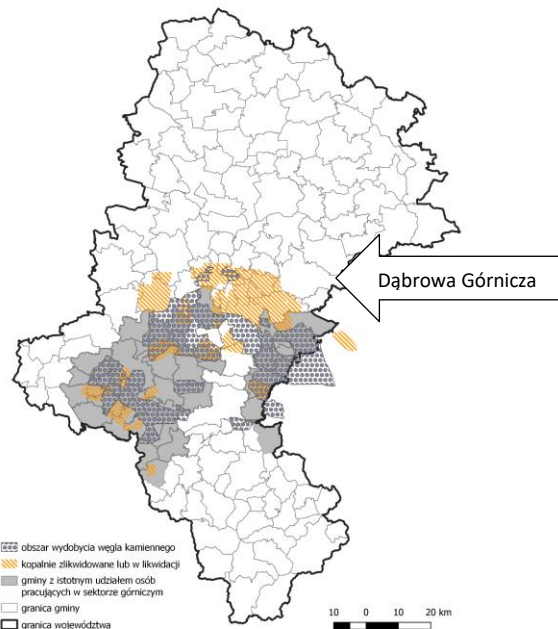 Dąbrowa Górnicza
obszar wydobycia węgla kamiennego
kopalnie zlikwidowane lub w likwidacji
gminy z istotnym udziałem osób
pracujących w sektorze górniczym
granica gminy
granica województwa
10 0 10 20 km